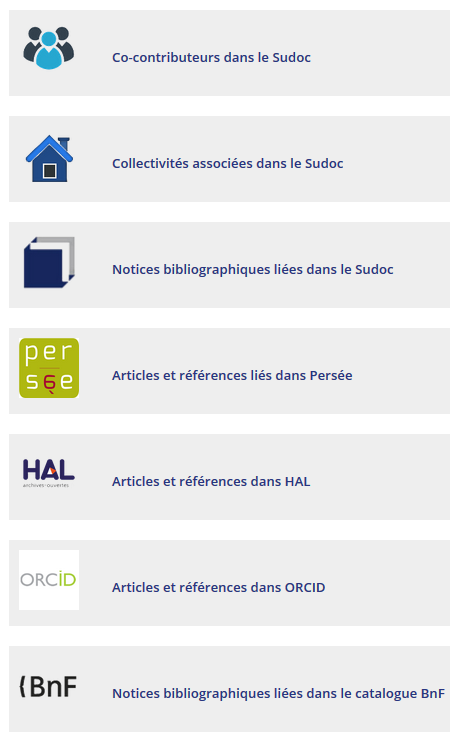 Co-contributeurs dans le Sudoc
Collectivités associées dans le Sudoc
Notices bibliographiques liées dans le Sudoc
per
sée
Articles et références liés dans Persée
HAL
archives-ouvertes
Articles et références dans HAL
ORCID
Articles et références dans ORCID
BnF
Notices bibliographiques liées dans le catalogue BnF